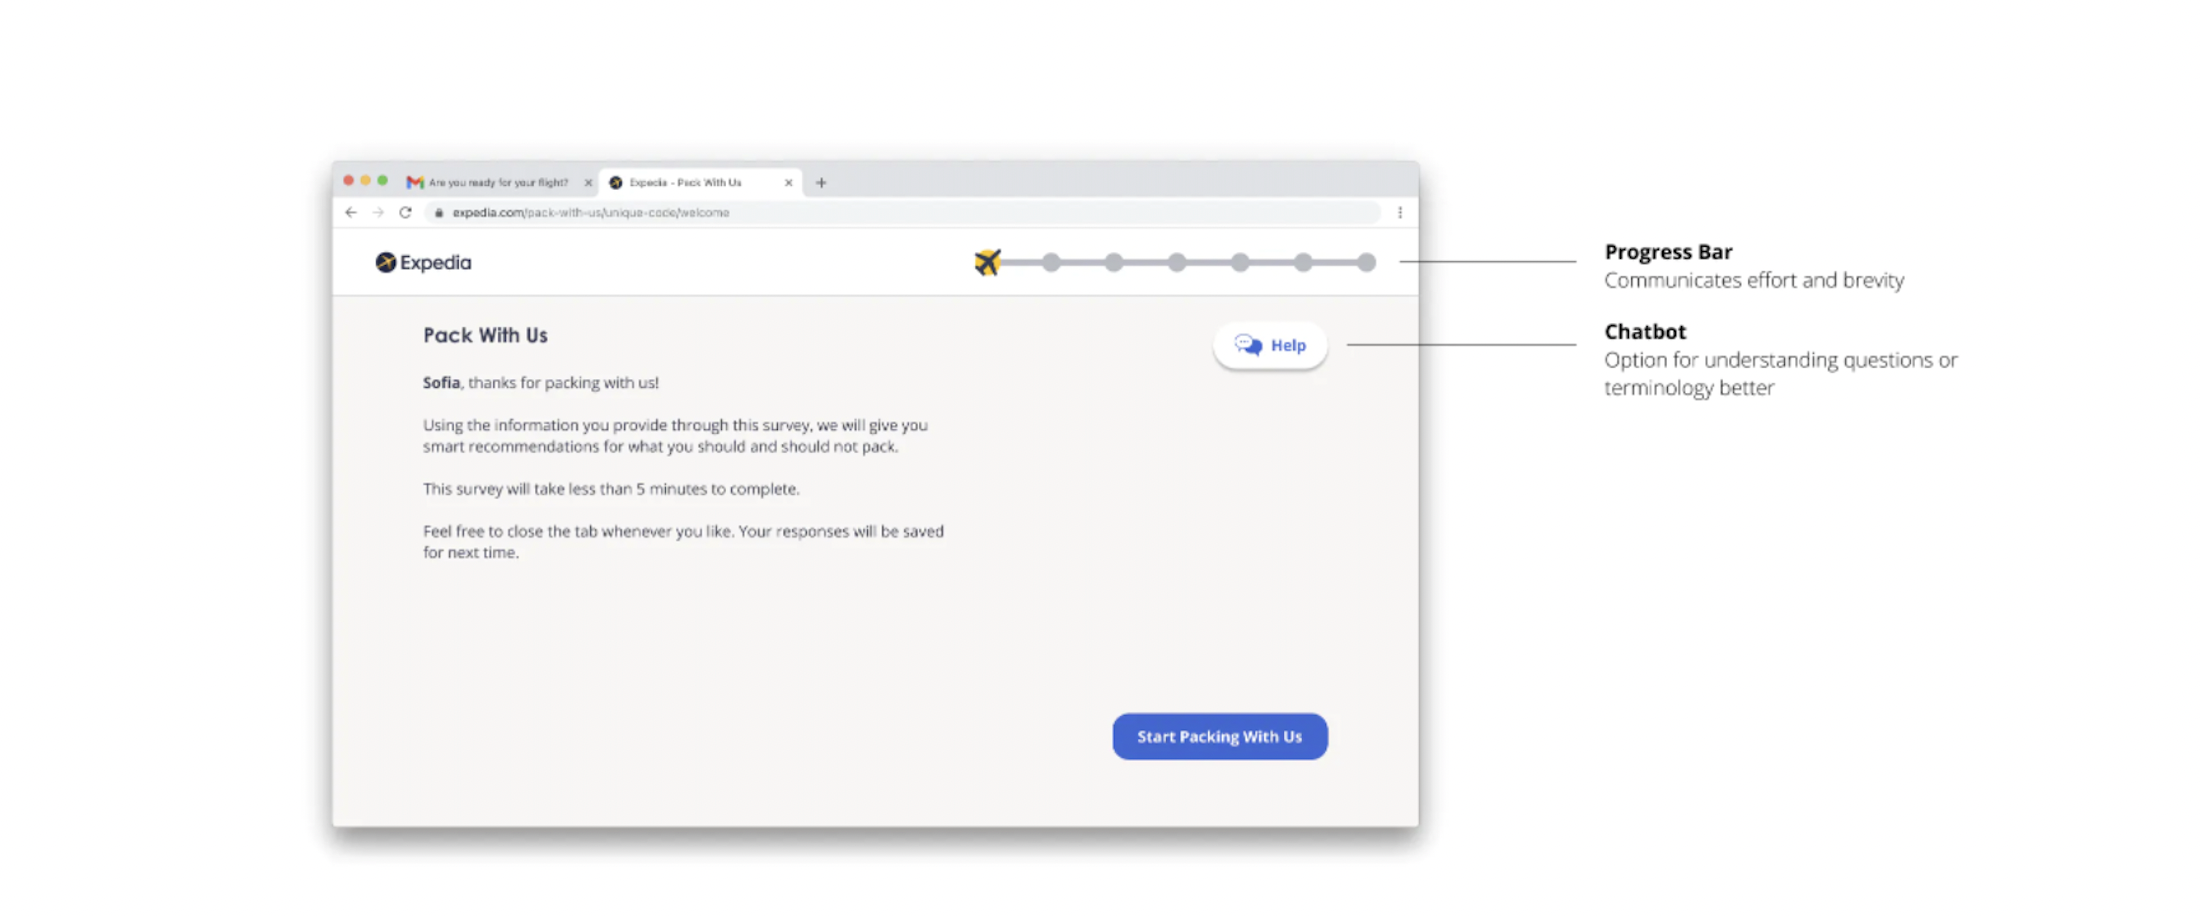 Are you ready for your flight?
Expedia - Pack With Us
expedia.com/pack-with-us/unique-code/welcome
Expedia
Progress Bar
Communicates effort and brevity
Pack With Us
Help
Chatbot
Option for understanding questions or
terminology better
Sofia, thanks for packing with us!
Using the information you provide through this survey, we will give you
smart recommendations for what you should and should not pack.
This survey will take less than 5 minutes to complete.
Feel free to close the tab whenever you like. Your responses will be saved
for next time.
Start Packing With Us